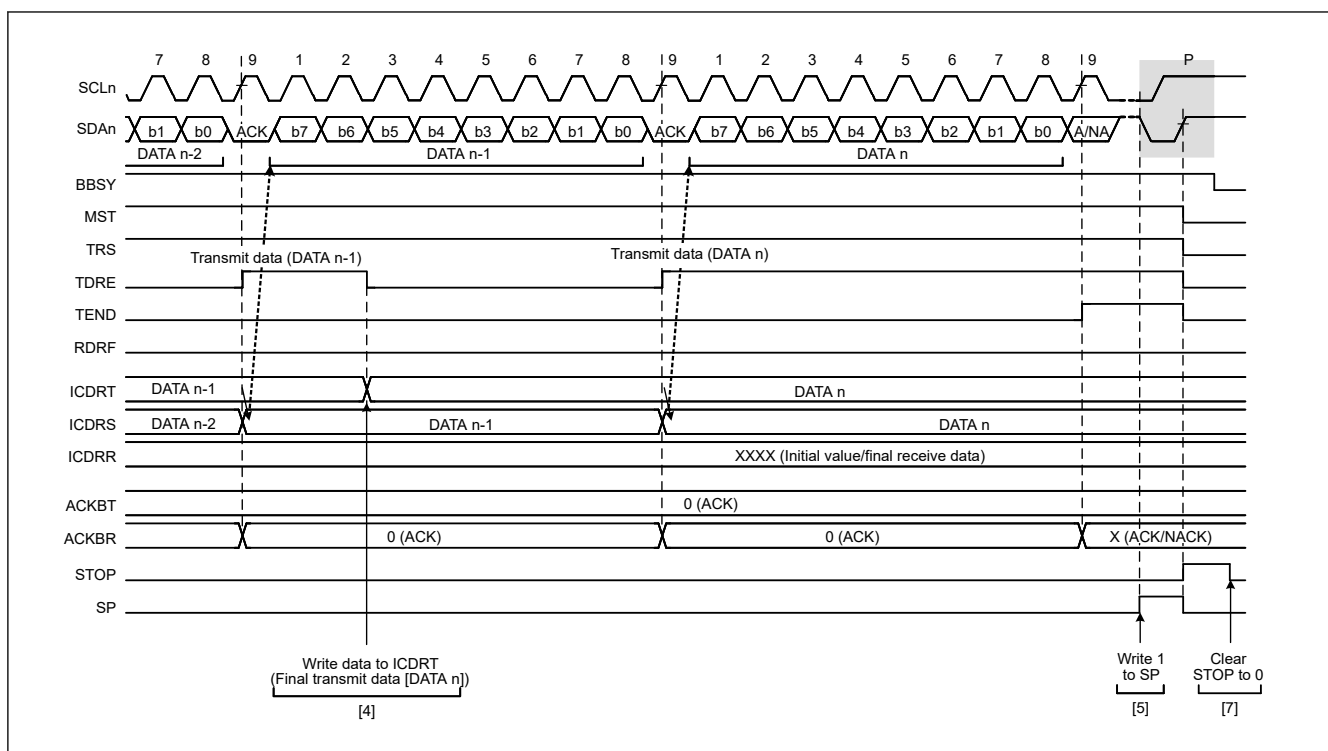 7 8 9 1 2 3 4 5 6 7 8 9 1 2 3 4 5 6 7 8 9 P
SCLn
SDAn b1 b0 ACK b7 b6 b5 b4 b3 b2 b1 b0 ACK b7 b6 b5 b4 b3 b2 b1 b0 A/NA
DATA n-2 DATA n-1 DATA n
BBSY
MST
TRS
Transmit data (DATA n-1) Transmit data (DATA n)
TDRE
TEND
RDRF
ICDRT DATA n-1 DATA n
ICDRS DATA n-2 DATA n-1 DATA n
ICDRR XXXX (Initial value/final receive data)
ACKBT 0 (ACK)
ACKBR 0 (ACK) 0 (ACK) X (ACK/NACK)
STOP
SP
Write data to ICDRT
(Final transmit data [DATA n])
[4]
Write 1
to SP
[5]
Clear
STOP to 0
[7]